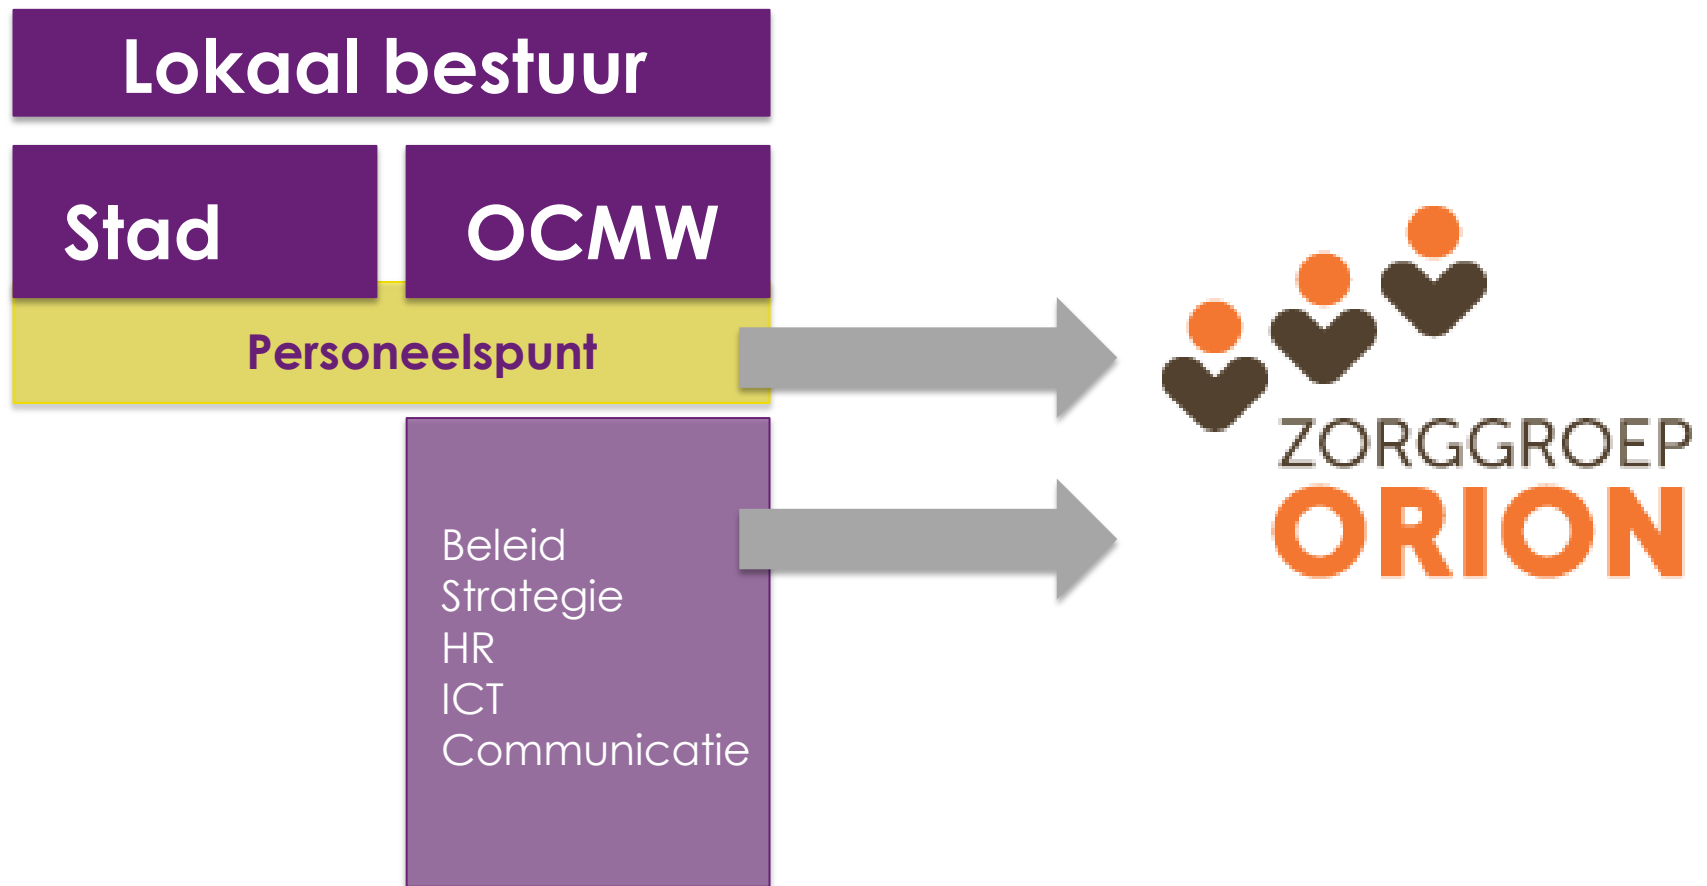 Lokaal bestuur
Stad
OCMW
Personeelspunt
Beleid
Strategie
HR
ICT
Communicatie
ZORGGROEP
ORION